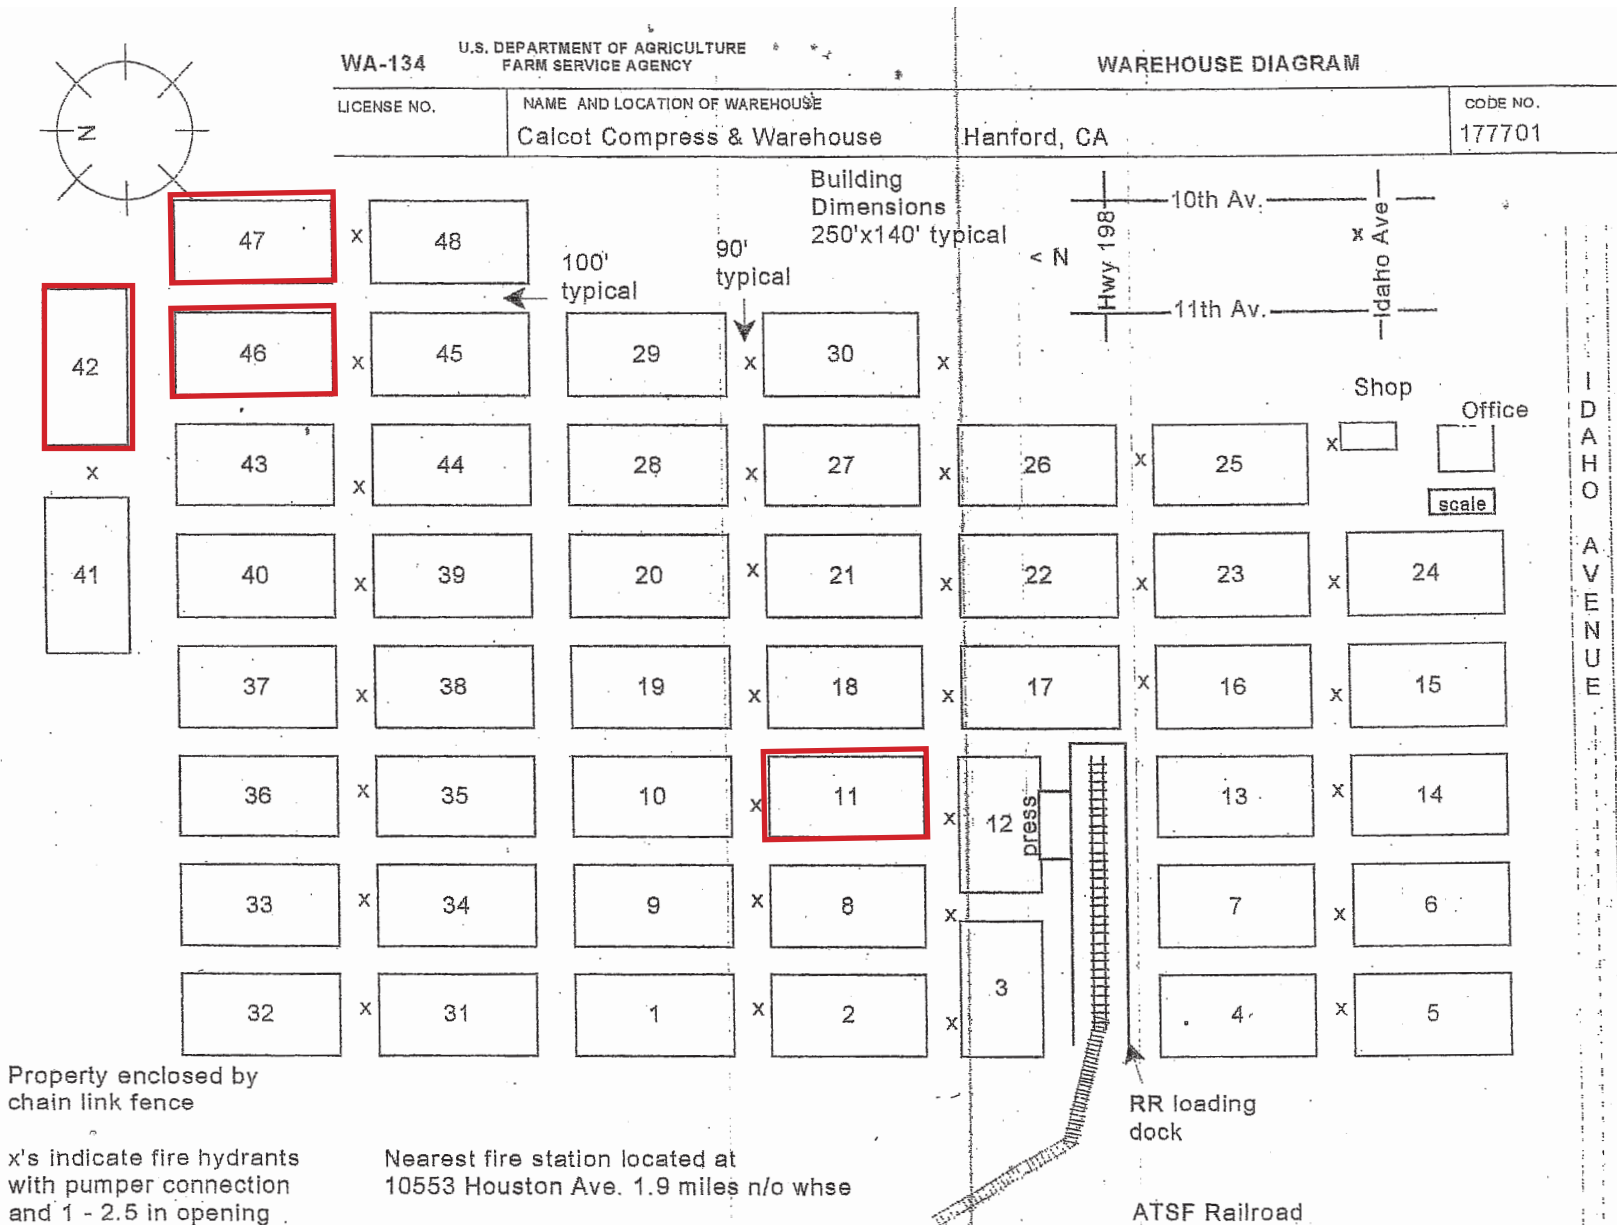 U.S. DEPARTMENT OF AGRICULTURE
WA-134
FARM SERVICE AGENCY
WAREHOUSE DIAGRAM
LICENSE NO.
NAME AND LOCATION OF WAREHOUSE
CODE NO.
Calcot Compress & Warehouse
Hanford, CA
177701
N
Building
Dimensions
250'x140' typical
10th Av.
Hwy 198
Idaho Ave
x
< N
11th Av.
47
x
48
100'
typical
90'
typical
42
46
x
45
29
x
30
x
Shop
Office
x
43
x
44
28
x
27
x
26
x
25
x
scale
41
40
x
39
20
x
21
x
22
x
23
x
24
IDAHO AVENUE
37
x
38
19
x
18
x
17
x
16
x
15
36
x
35
10
x
11
x
12
press
13
x
14
33
x
34
9
x
8
x
7
x
6
32
x
31
1
x
2
x
3
4
x
5
Property enclosed by
chain link fence
RR loading
dock
x's indicate fire hydrants
with pumper connection
and 1 - 2.5 in opening
Nearest fire station located at
10553 Houston Ave. 1.9 miles n/o whse
ATSF Railroad